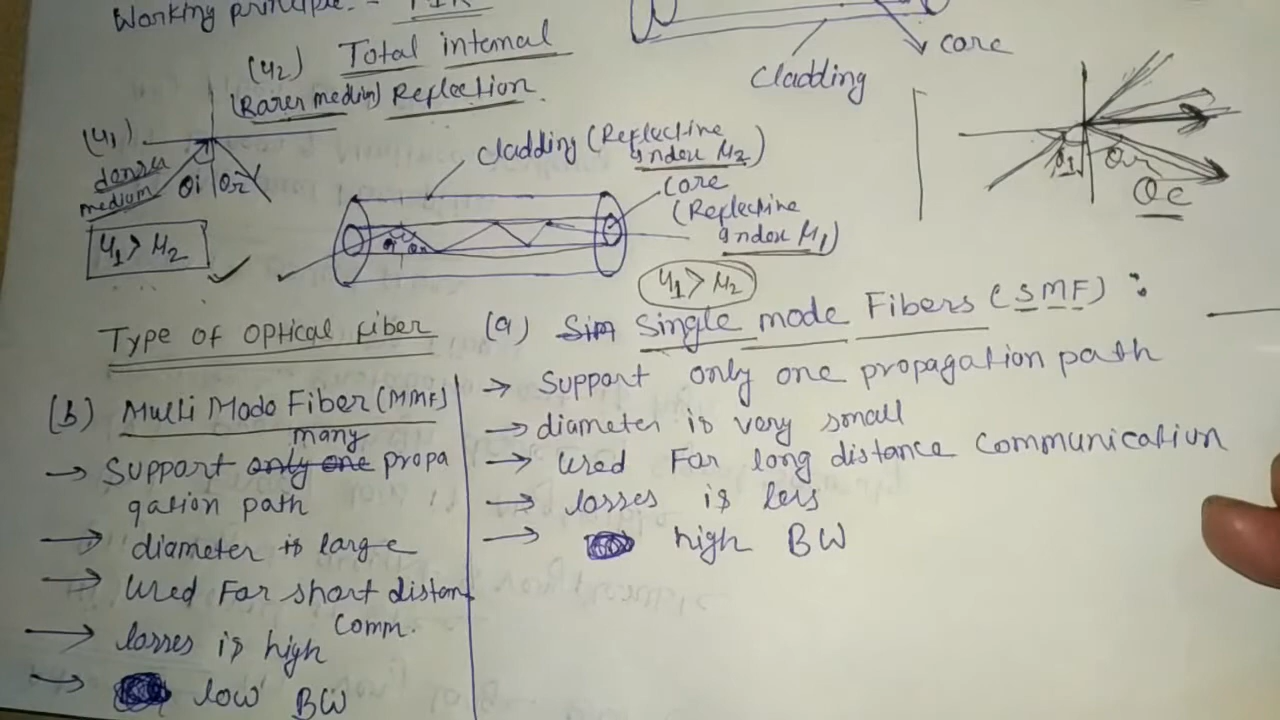 Working principle: - TIR
(μ2) Total internal
(Rarer medium) Reflection.
core
cladding
(μ1)
denser
medium
θi θr
μ1 > μ2
cladding (Reflective
index μ2)
core
(Reflective
index μ1)
θi θr
μ1 > μ2
θ1 θr
θc
Type of optical fiber
(a) Sim Single mode Fibers (SMF) :
→ Support only one propagation path
→ diameter is very small
→ Used For long distance communication
→ losses is less
→ high BW
(b) Multi Mode Fiber (MMF)
many
→ Support only one propa
gation path
→ diameter is large
→ Used For short distan
Comm.
→ losses is high
→ low BW